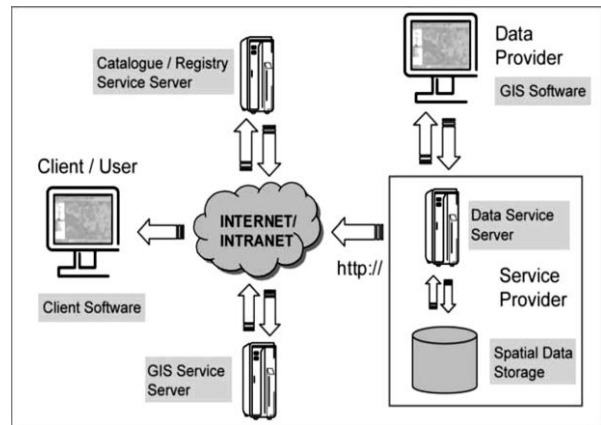 Catalogue / Registry
Service Server
Data
Provider
GIS Software
Client / User
INTERNET/
INTRANET
http://
Data Service
Server
Service
Provider
Client Software
GIS Service
Server
Spatial Data
Storage